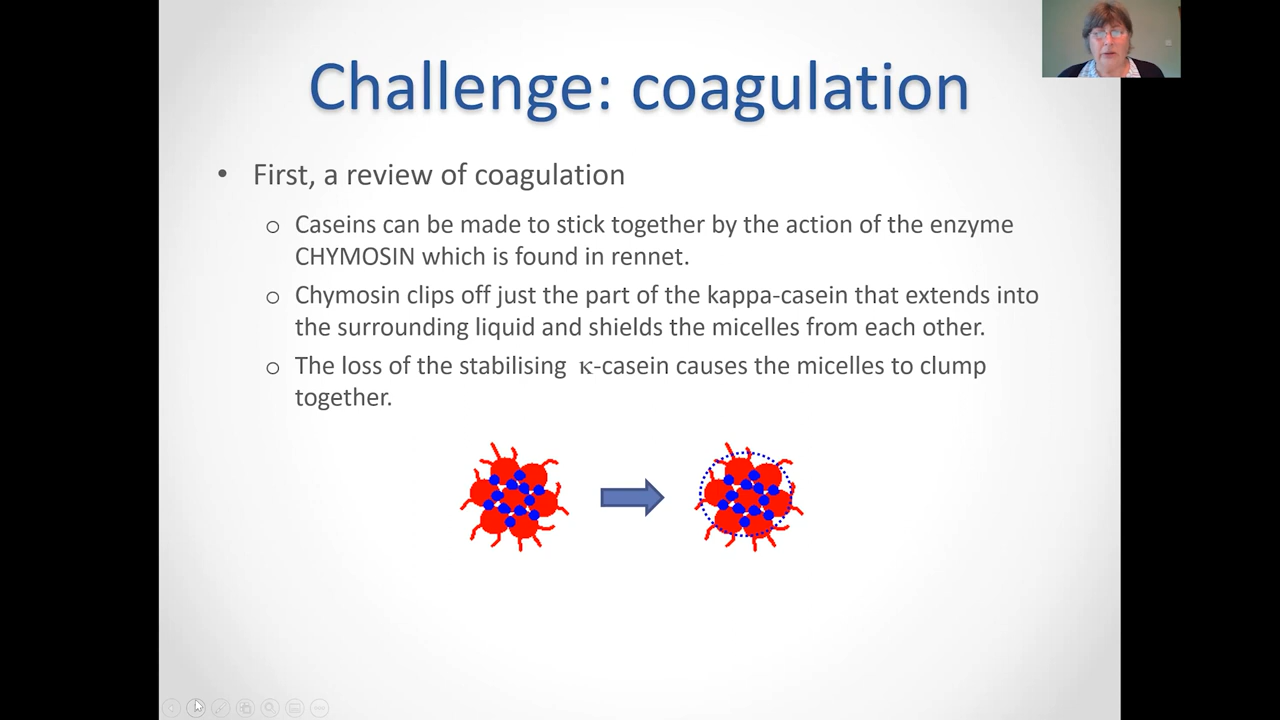 Challenge: coagulation
• First, a review of coagulation
o Caseins can be made to stick together by the action of the enzyme
CHYMOSIN which is found in rennet.
o Chymosin clips off just the part of the kappa-casein that extends into
the surrounding liquid and shields the micelles from each other.
o The loss of the stabilising κ-casein causes the micelles to clump
together.